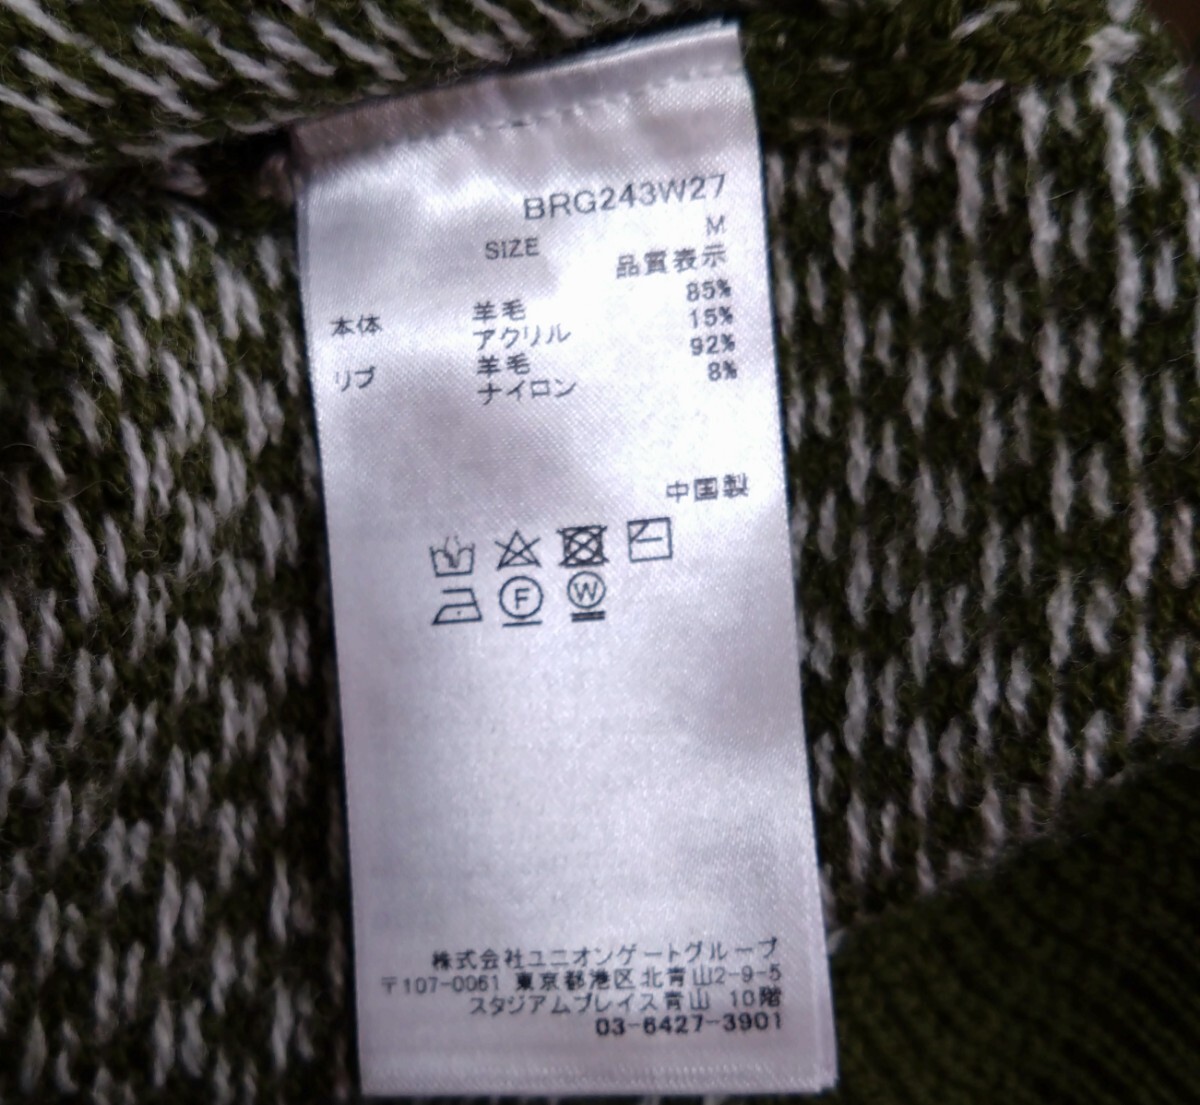 BRG243W27
SIZE M
品質表示
本体 羊毛 85%
アクリル 15%
リブ 羊毛 92%
ナイロン 8%
中国製
F W
株式会社ユニオンゲートグループ
〒107-0061 東京都港区北青山2-9-5
スタジアムプレイス青山 10階
03-6427-3901